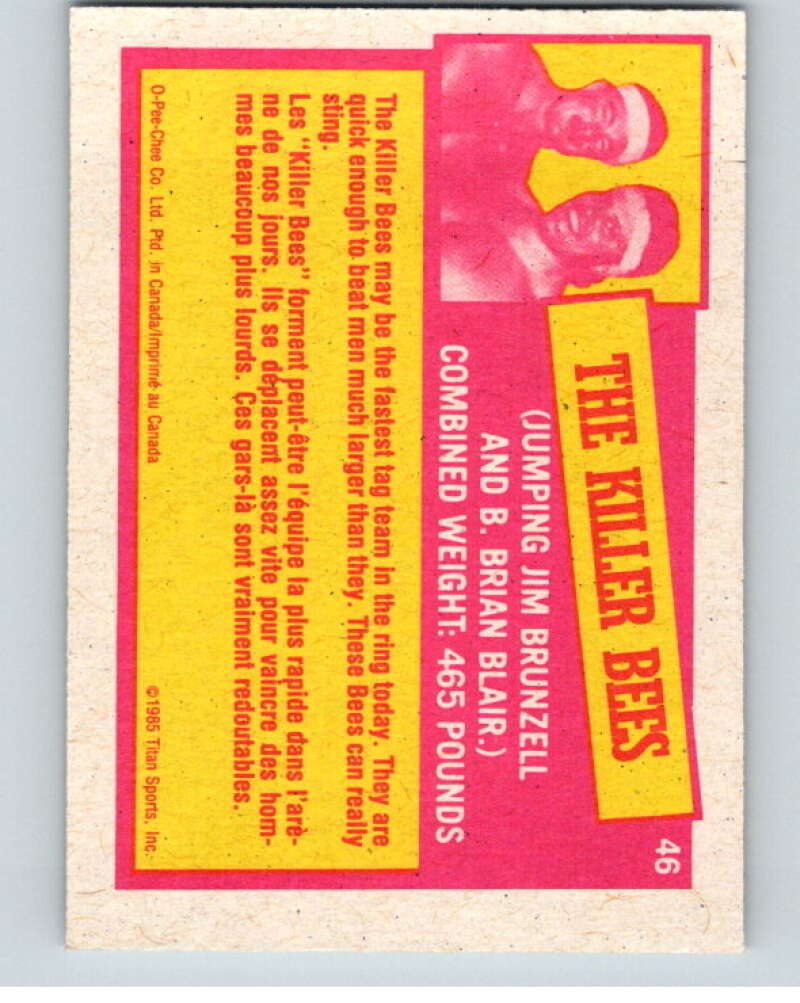 46
THE KILLER BEES
(JUMPING JIM BRUNZELL
AND B. BRIAN BLAIR.)
COMBINED WEIGHT: 465 POUNDS
The Killer Bees may be the fastest tag team in the ring today. They are
quick enough to beat men much larger than they. These Bees can really
sting.
Les "Killer Bees" forment peut-être l'équipe la plus rapide dans l'arè-
ne de nos jours. Ils se déplacent assez vite pour vaincre des hom-
mes beaucoup plus lourds. Ces gars-là sont vraiment redoutables.
O-Pee-Chee Co. Ltd. Ptd. in Canada/Imprimé au Canada
©1985 Titan Sports, Inc.